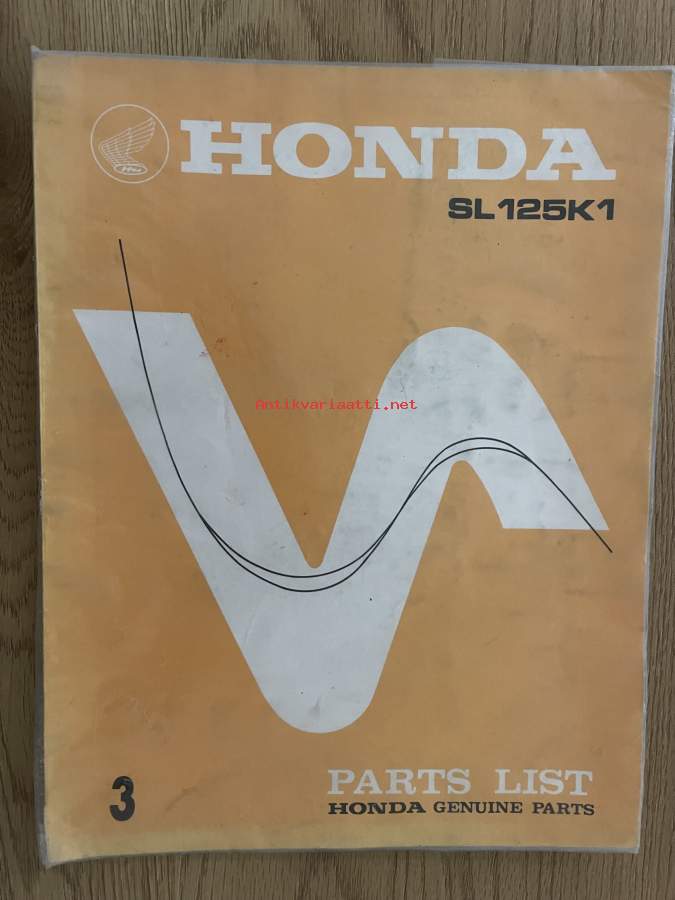 HONDA
SL125K1
Antikvariaatti.net
3
PARTS LIST
HONDA GENUINE PARTS